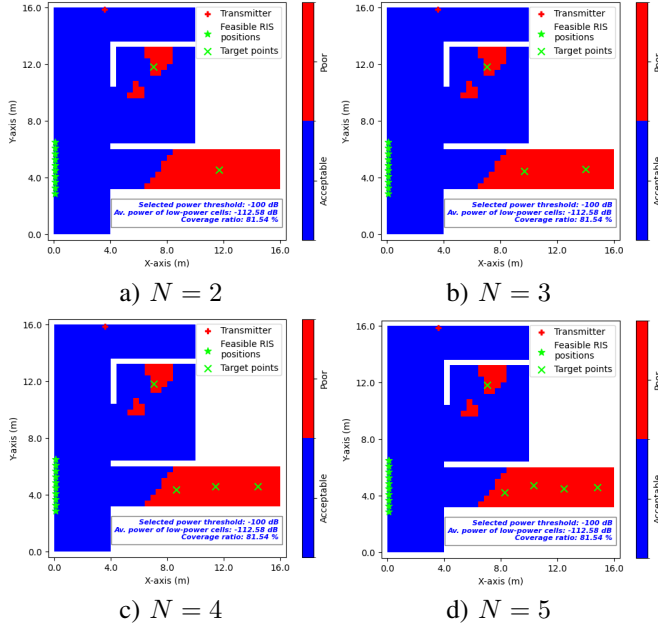 16.0
12.0
8.0
4.0
0.0
Y-axis (m)
Transmitter
Feasible RIS
positions
Target points
Selected power threshold: -100 dB
Av. power of low-power cells: -112.58 dB
Coverage ratio: 81.54 %
0.0 4.0 8.0 12.0 16.0
X-axis (m)
Poor
Acceptable
a) N = 2
16.0
12.0
8.0
4.0
0.0
Y-axis (m)
Transmitter
Feasible RIS
positions
Target points
Selected power threshold: -100 dB
Av. power of low-power cells: -112.58 dB
Coverage ratio: 81.54 %
0.0 4.0 8.0 12.0 16.0
X-axis (m)
Poor
Acceptable
b) N = 3
16.0
12.0
8.0
4.0
0.0
Y-axis (m)
Transmitter
Feasible RIS
positions
Target points
Selected power threshold: -100 dB
Av. power of low-power cells: -112.58 dB
Coverage ratio: 81.54 %
0.0 4.0 8.0 12.0 16.0
X-axis (m)
Poor
Acceptable
c) N = 4
16.0
12.0
8.0
4.0
0.0
Y-axis (m)
Transmitter
Feasible RIS
positions
Target points
Selected power threshold: -100 dB
Av. power of low-power cells: -112.58 dB
Coverage ratio: 81.54 %
0.0 4.0 8.0 12.0 16.0
X-axis (m)
Poor
Acceptable
d) N = 5